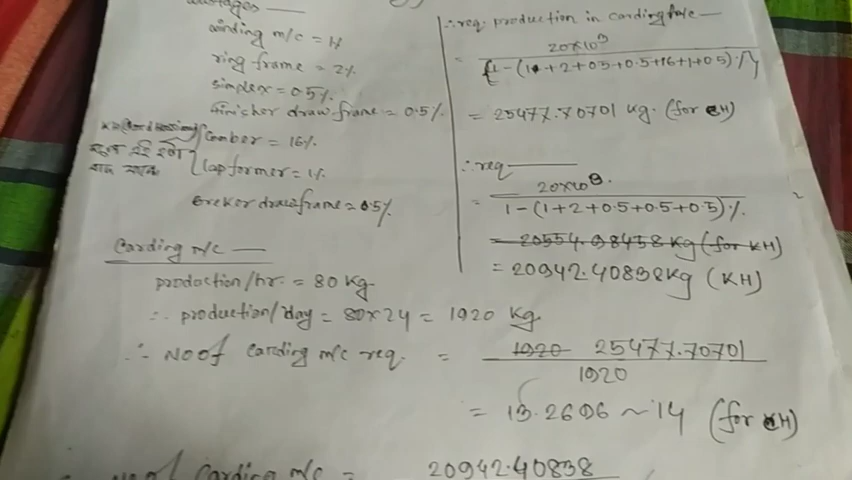 winding m/c = 1%
ring frame = 2%
simplex = 0.5%
finisher draw frame = 0.5%
Comber = 16%
lap former = 1%
Breker draw frame = 0.5%
Carding m/c —
production/hr. = 80 kg
∴ production/day = 80×24 = 1920 kg
∴ No of carding m/c req. = 1920 25477.70701
1920
= 13.2696 ~ 14 (for CH)
No of carding m/c = 20942.40838
∴ req. production in carding m/c —
= 20×10³
{1 - (1+2+0.5+0.5+16+1+0.5)%}
= 25477.70701 kg. (for CH)
∴ req
= 20×10³
1 - (1+2+0.5+0.5+0.5)%
= 20554.98458 kg (for KH)
= 20942.40838 kg (KH)